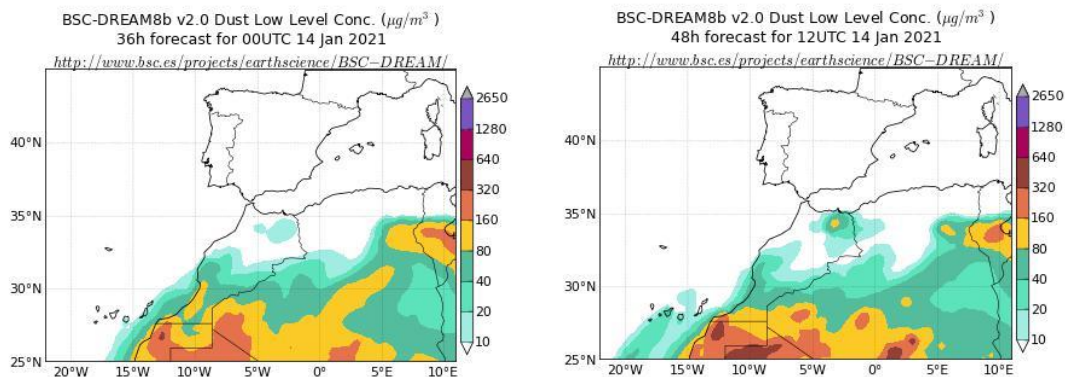 BSC-DREAM8b v2.0 Dust Low Level Conc. (μg/m³ )
36h forecast for 00UTC 14 Jan 2021
http://www.bsc.es/projects/earthscience/BSC−DREAM/
40°N
35°N
30°N
25°N
20°W
15°W
10°W
5°W
0°E
5°E
10°E
2650
1280
640
320
160
80
40
20
10
BSC-DREAM8b v2.0 Dust Low Level Conc. (μg/m³ )
48h forecast for 12UTC 14 Jan 2021
http://www.bsc.es/projects/earthscience/BSC−DREAM/
40°N
35°N
30°N
25°N
20°W
15°W
10°W
5°W
0°E
5°E
10°E
2650
1280
640
320
160
80
40
20
10